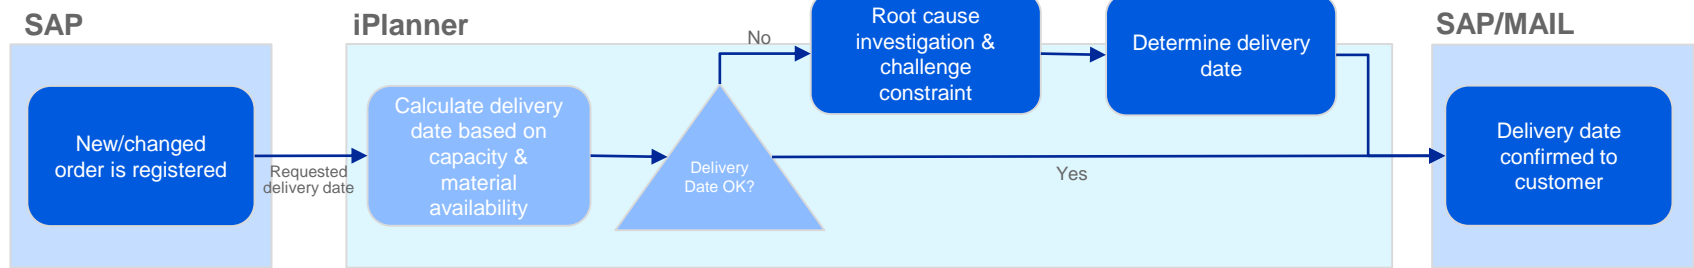 SAP
New/changed
order is registered
Requested
delivery date
iPlanner
Calculate delivery
date based on
capacity &
material
availability
Delivery
Date OK?
No
Root cause
investigation &
challenge
constraint
Determine delivery
date
Yes
SAP/MAIL
Delivery date
confirmed to
customer